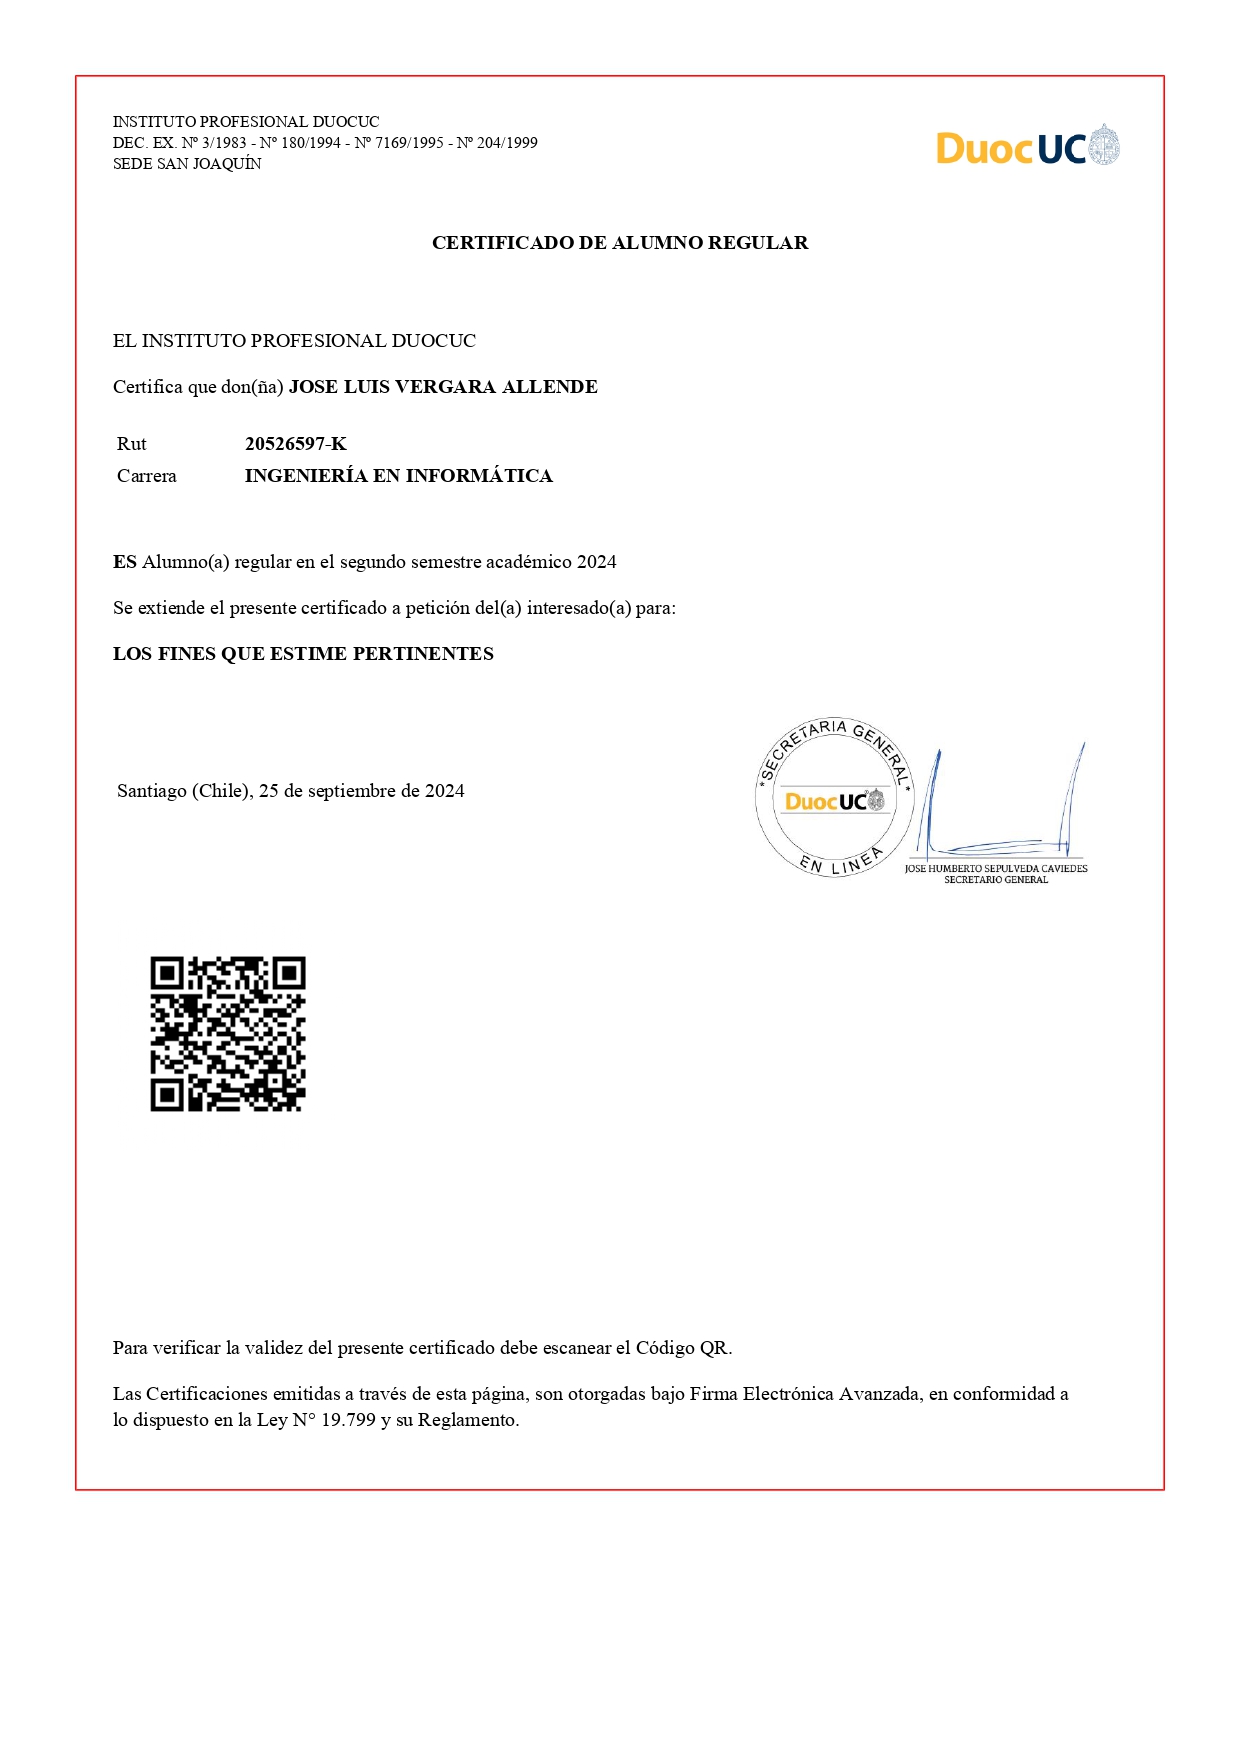 INSTITUTO PROFESIONAL DUOCUC
DEC. EX. Nº 3/1983 - Nº 180/1994 - Nº 7169/1995 - Nº 204/1999
SEDE SAN JOAQUÍN
Duoc UC
CERTIFICADO DE ALUMNO REGULAR
EL INSTITUTO PROFESIONAL DUOCUC
Certifica que don(ña) JOSE LUIS VERGARA ALLENDE
Rut 20526597-K
Carrera INGENIERÍA EN INFORMÁTICA
ES Alumno(a) regular en el segundo semestre académico 2024
Se extiende el presente certificado a petición del(a) interesado(a) para:
LOS FINES QUE ESTIME PERTINENTES
Santiago (Chile), 25 de septiembre de 2024
*SECRETARIA GENERAL*
DuocUC
EN LINEA
JOSE HUMBERTO SEPULVEDA CAVIEDES
SECRETARIO GENERAL
Para verificar la validez del presente certificado debe escanear el Código QR.
Las Certificaciones emitidas a través de esta página, son otorgadas bajo Firma Electrónica Avanzada, en conformidad a
lo dispuesto en la Ley N° 19.799 y su Reglamento.